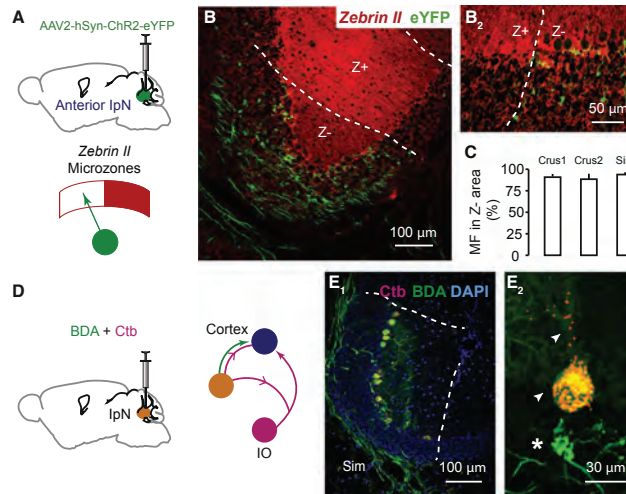 A
AAV2-hSyn-ChR2-eYFP
Anterior IpN
Zebrin II
Microzones
B
Zebrin II eYFP
Z+
Z-
100 µm
B2
Z+ Z-
50 µm
C
Crus1 Crus2
MF in Z- area
(%)
100
75
50
25
0
D
BDA + Ctb
IpN
Cortex
IO
E1
Ctb BDA DAPI
Sim
100 µm
E2
*
30 µm